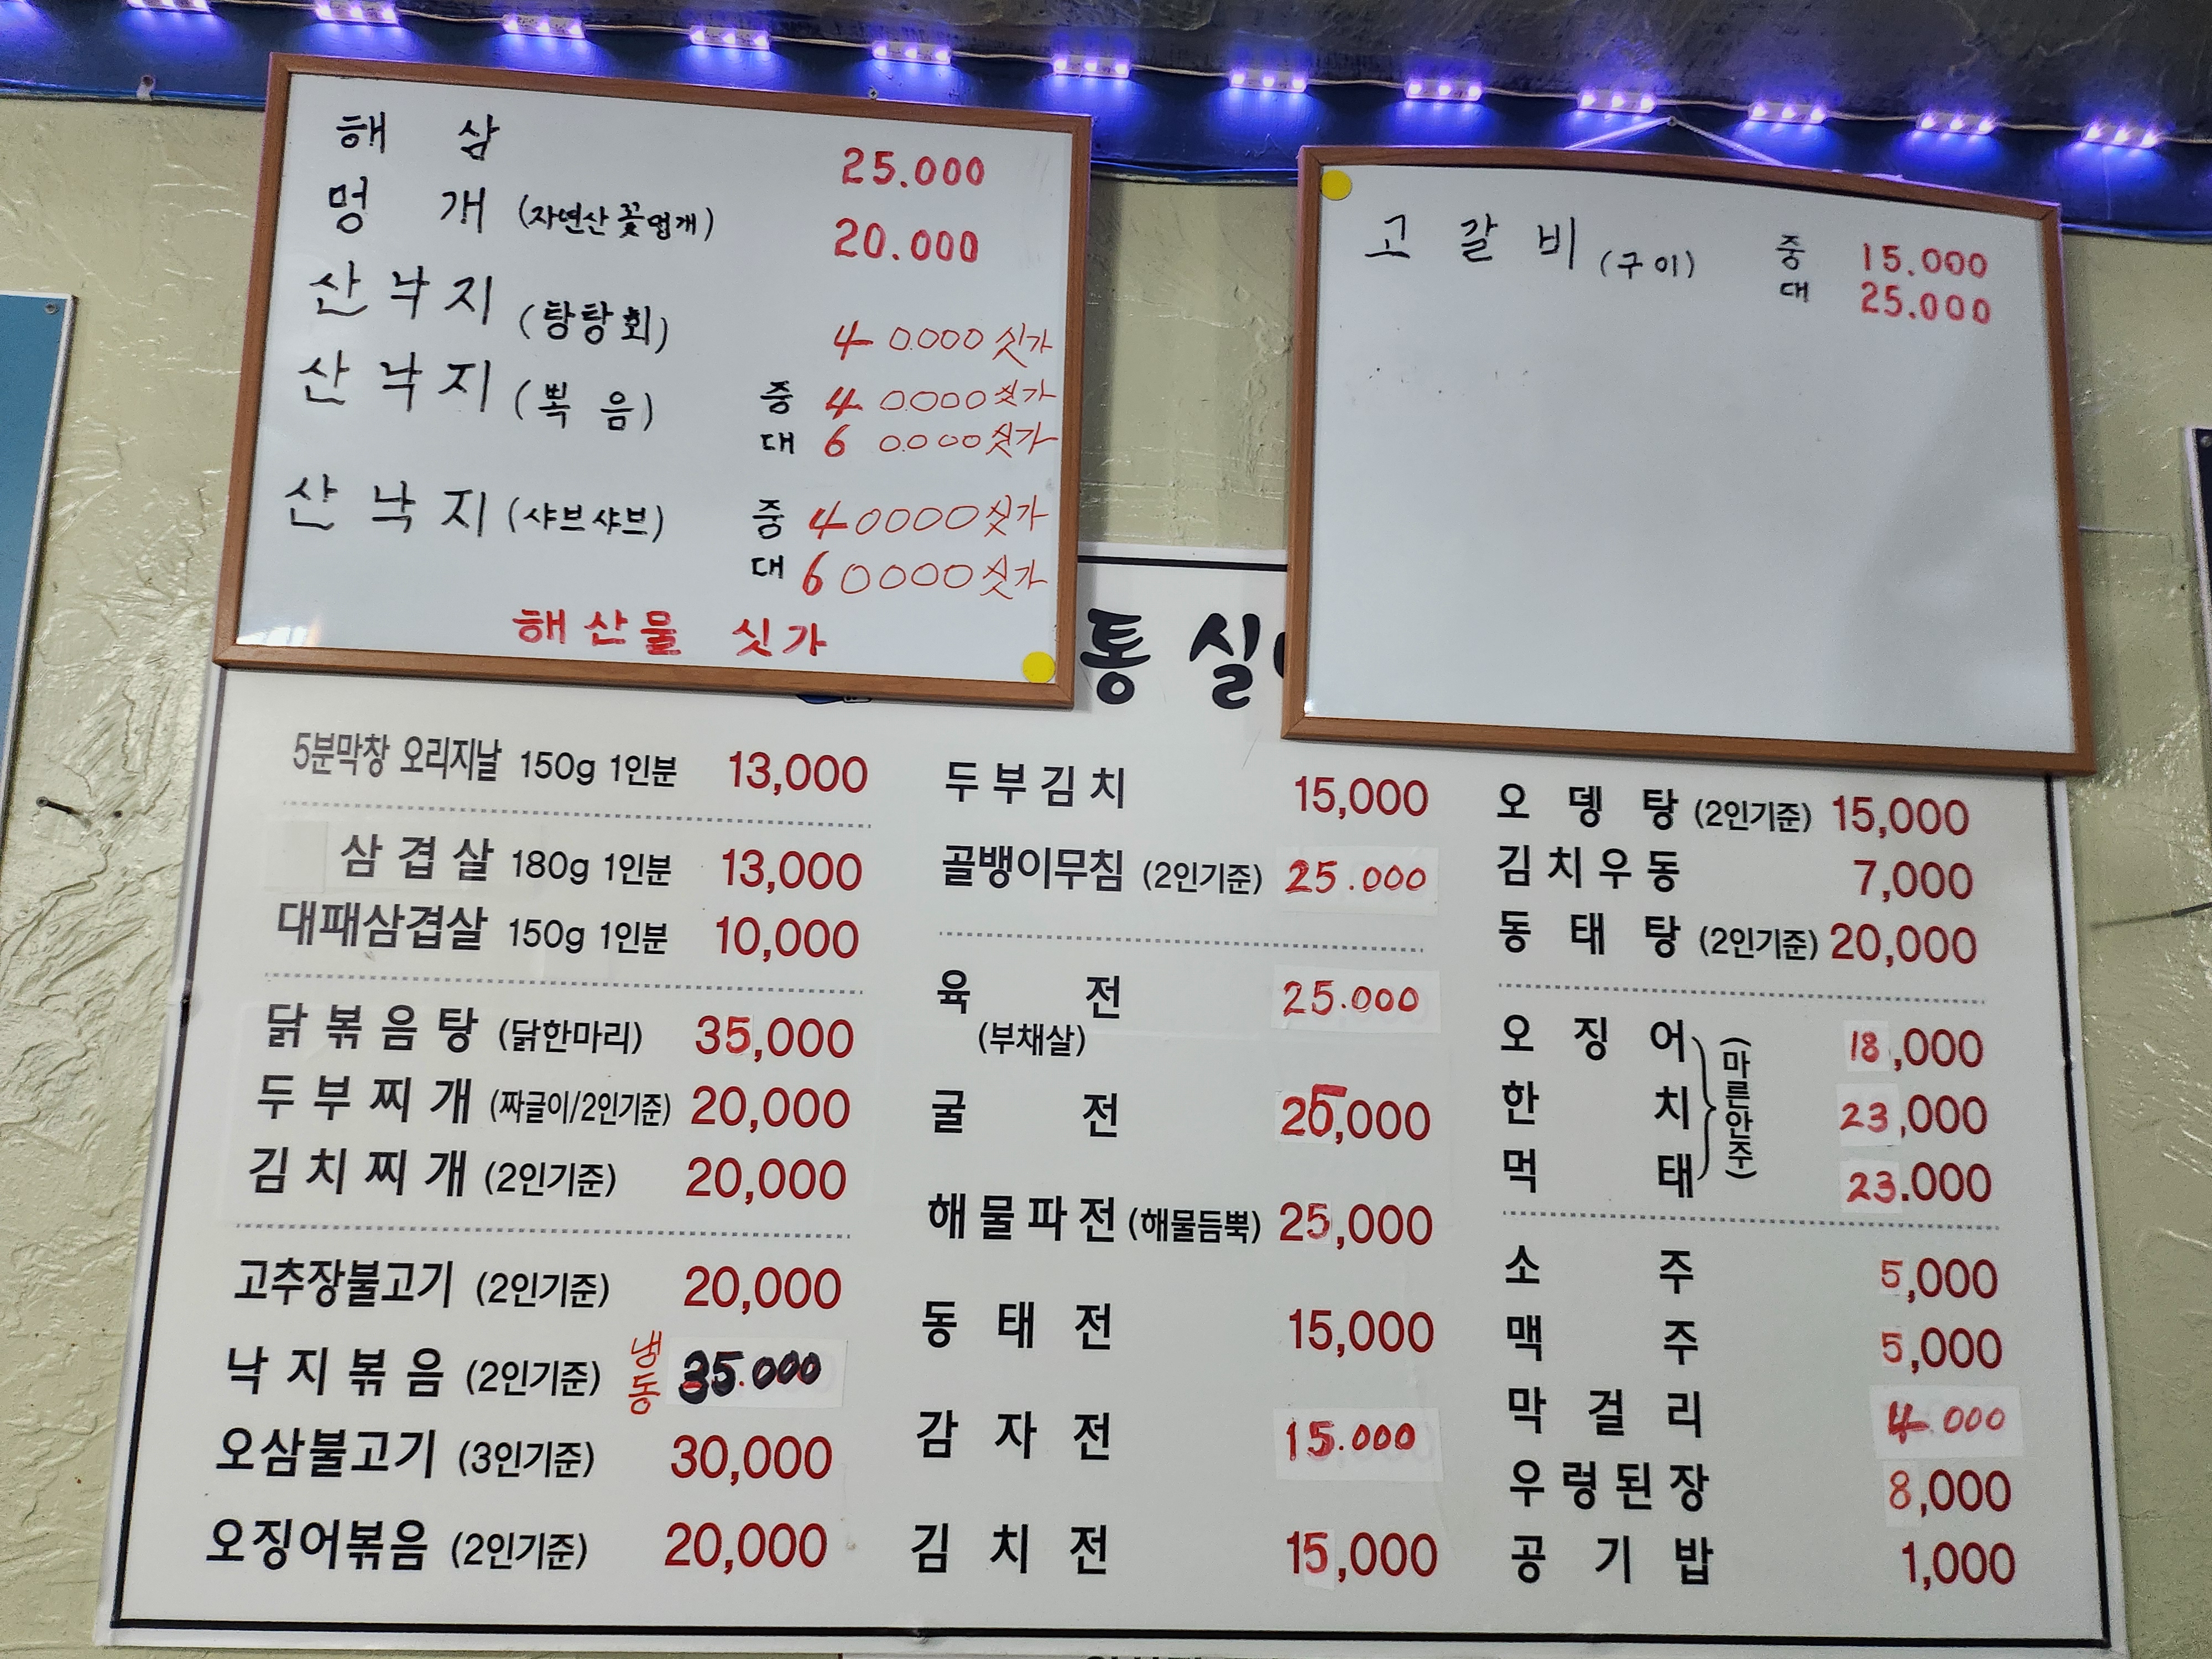 해 삼 25.000
멍 개 (자연산 꽃멍개) 20.000
산 낙 지 (탕탕회) 40.000 싯가
산 낙 지 (뽁 음) 중 40.000 싯가
대 60.000 싯가
산 낙 지 (샤브샤브) 중 40000 싯가
대 60000 싯가
해산물 싯가
고 갈 비 (구이) 중 15.000
대 25.000
통 실
5분막창 오리지날 150g 1인분 13,000
삼 겹 살 180g 1인분 13,000
대패삼겹살 150g 1인분 10,000
닭 볶 음 탕 (닭한마리) 35,000
두 부 찌 개 (짜글이/2인기준) 20,000
김 치 찌 개 (2인기준) 20,000
고추장불고기 (2인기준) 20,000
낙 지 볶 음 (2인기준) 냉동 35.000
오삼불고기 (3인기준) 30,000
오징어볶음 (2인기준) 20,000
두 부 김 치 15,000
골뱅이무침 (2인기준) 25.000
육 전 25.000
(부채살)
굴 전 25,000
해 물 파 전 (해물듬뿍) 25,000
동 태 전 15,000
감 자 전 15.000
김 치 전 15,000
오 뎅 탕 (2인기준) 15,000
김 치 우 동 7,000
동 태 탕 (2인기준) 20,000
오 징 어 18,000
한 치 (마른안주) 23,000
먹 태 23.000
소 주 5,000
맥 주 5,000
막 걸 리 4.000
우 렁 된 장 8,000
공 기 밥 1,000